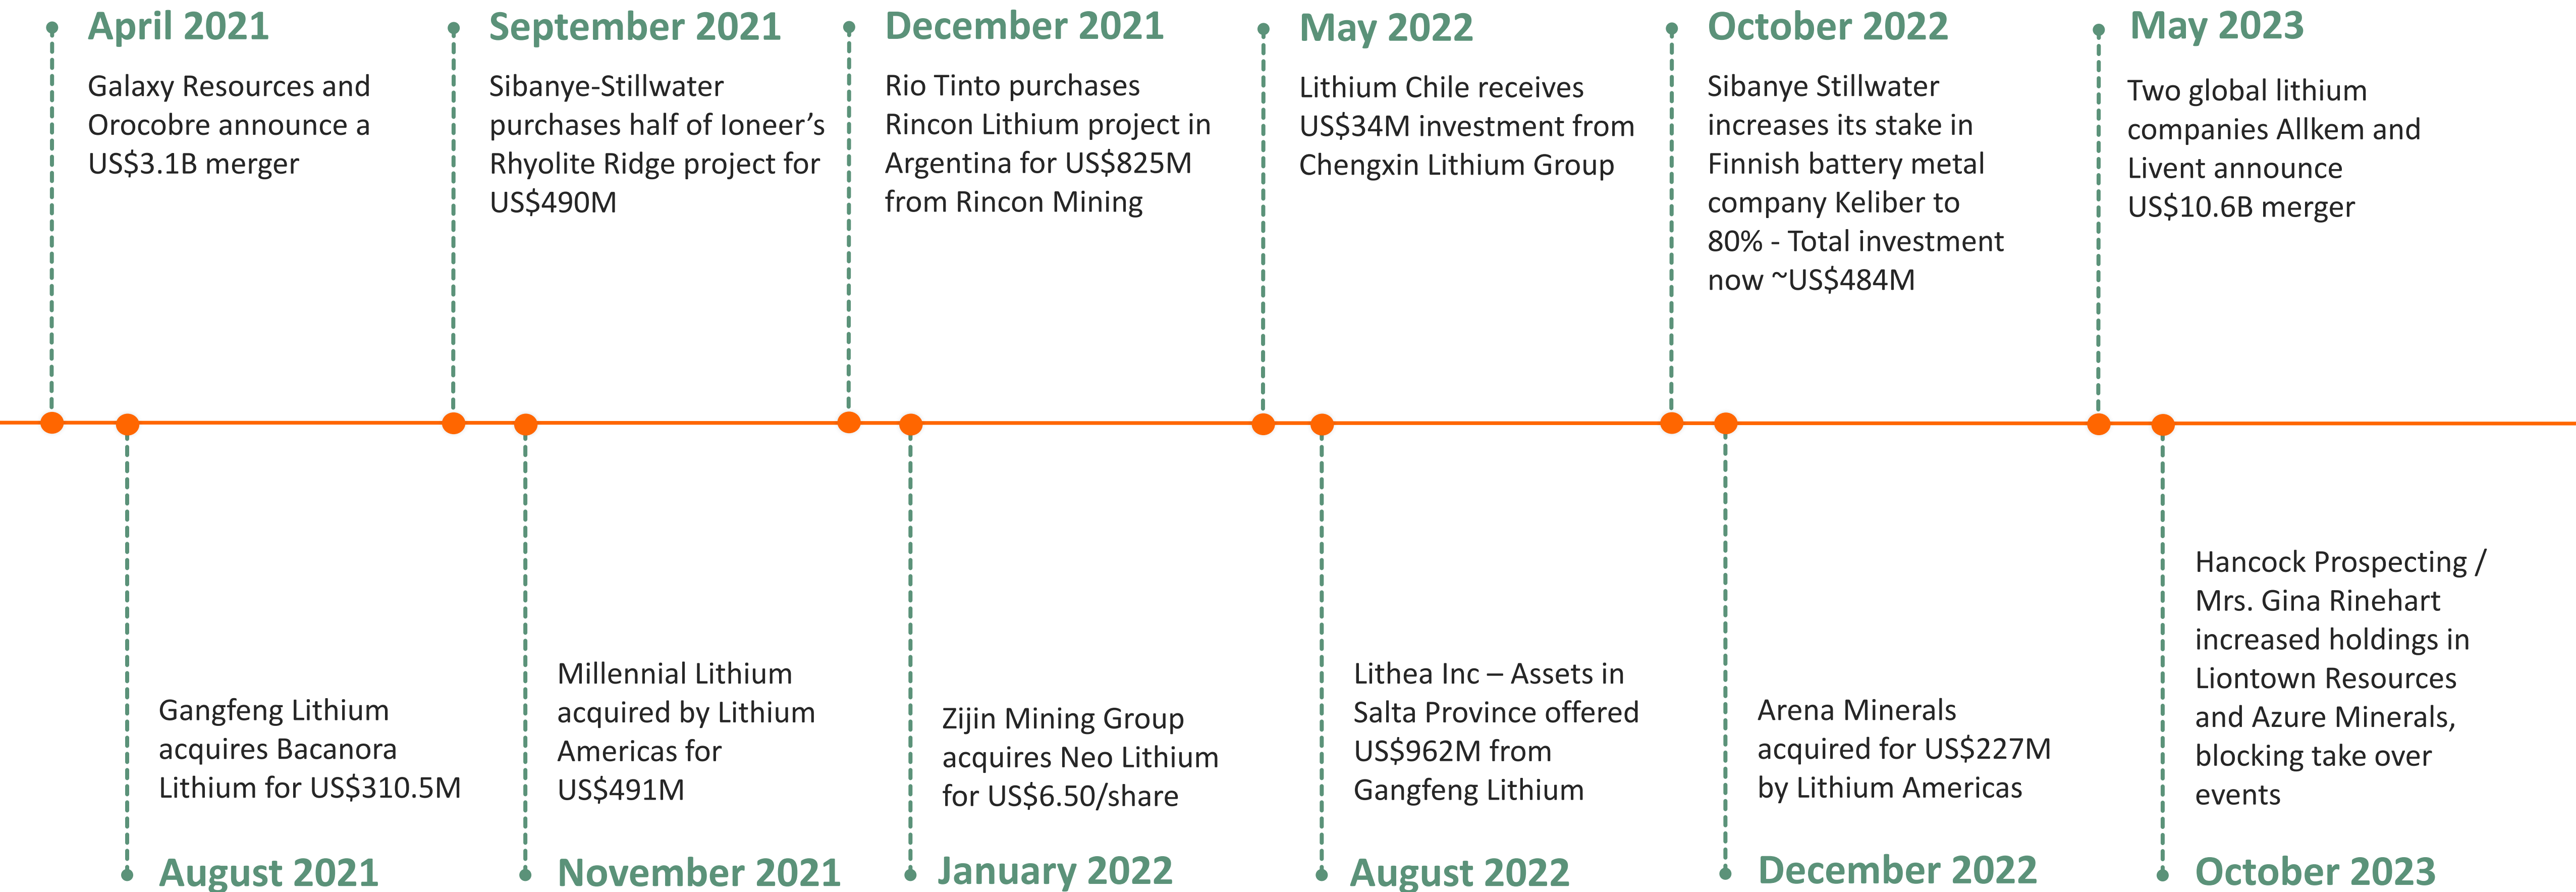 April 2021
Galaxy Resources and
Orocobre announce a
US$3.1B merger
September 2021
Sibanye-Stillwater
purchases half of Ioneer’s
Rhyolite Ridge project for
US$490M
December 2021
Rio Tinto purchases
Rincon Lithium project in
Argentina for US$825M
from Rincon Mining
May 2022
Lithium Chile receives
US$34M investment from
Chengxin Lithium Group
October 2022
Sibanye Stillwater
increases its stake in
Finnish battery metal
company Keliber to
80% - Total investment
now ~US$484M
May 2023
Two global lithium
companies Allkem and
Livent announce
US$10.6B merger
Gangfeng Lithium
acquires Bacanora
Lithium for US$310.5M
August 2021
Millennial Lithium
acquired by Lithium
Americas for
US$491M
November 2021
Zijin Mining Group
acquires Neo Lithium
for US$6.50/share
January 2022
Lithea Inc – Assets in
Salta Province offered
US$962M from
Gangfeng Lithium
August 2022
Arena Minerals
acquired for US$227M
by Lithium Americas
December 2022
Hancock Prospecting /
Mrs. Gina Rinehart
increased holdings in
Liontown Resources
and Azure Minerals,
blocking take over
events
October 2023